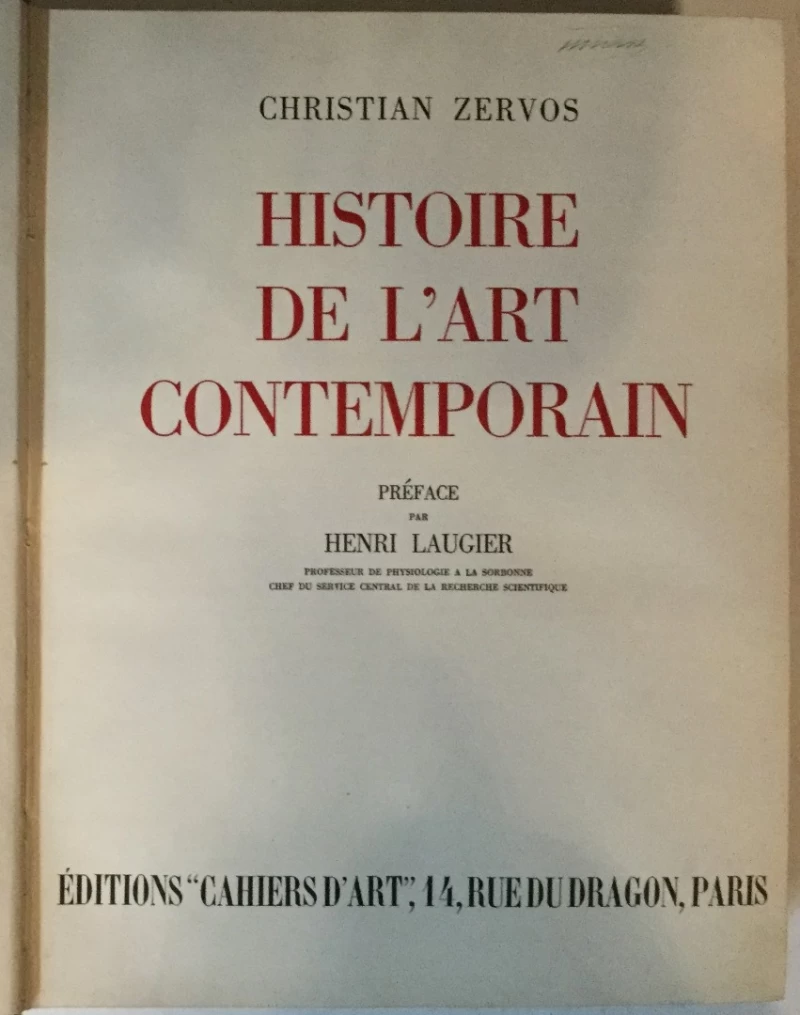 CHRISTIAN ZERVOS
HISTOIRE
DE L’ART
CONTEMPORAIN
PRÉFACE
PAR
HENRI LAUGIER
PROFESSEUR DE PHYSIOLOGIE A LA SORBONNE
CHEF DU SERVICE CENTRAL DE LA RECHERCHE SCIENTIFIQUE
ÉDITIONS “CAHIERS D’ART”, 14, RUE DU DRAGON, PARIS